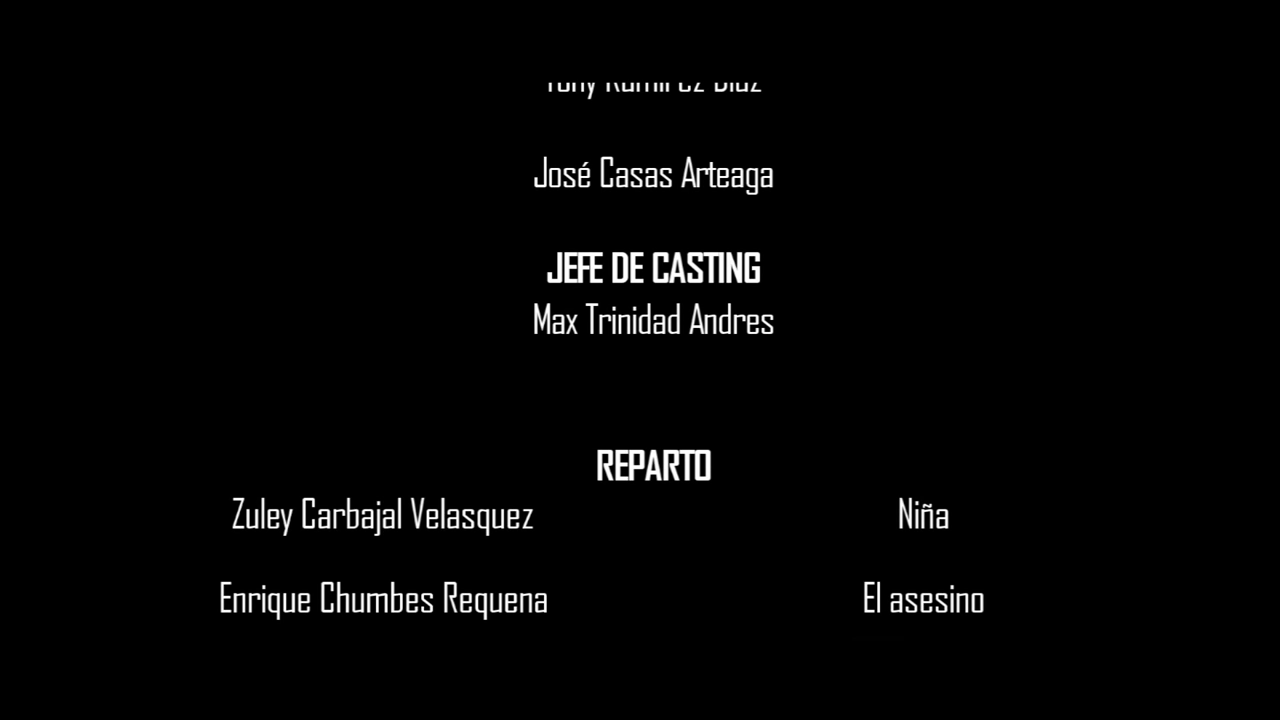 José Casas Arteaga
JEFE DE CASTING
Max Trinidad Andres
REPARTO
Zuley Carbajal Velasquez Niña
Enrique Chumbes Requena El asesino